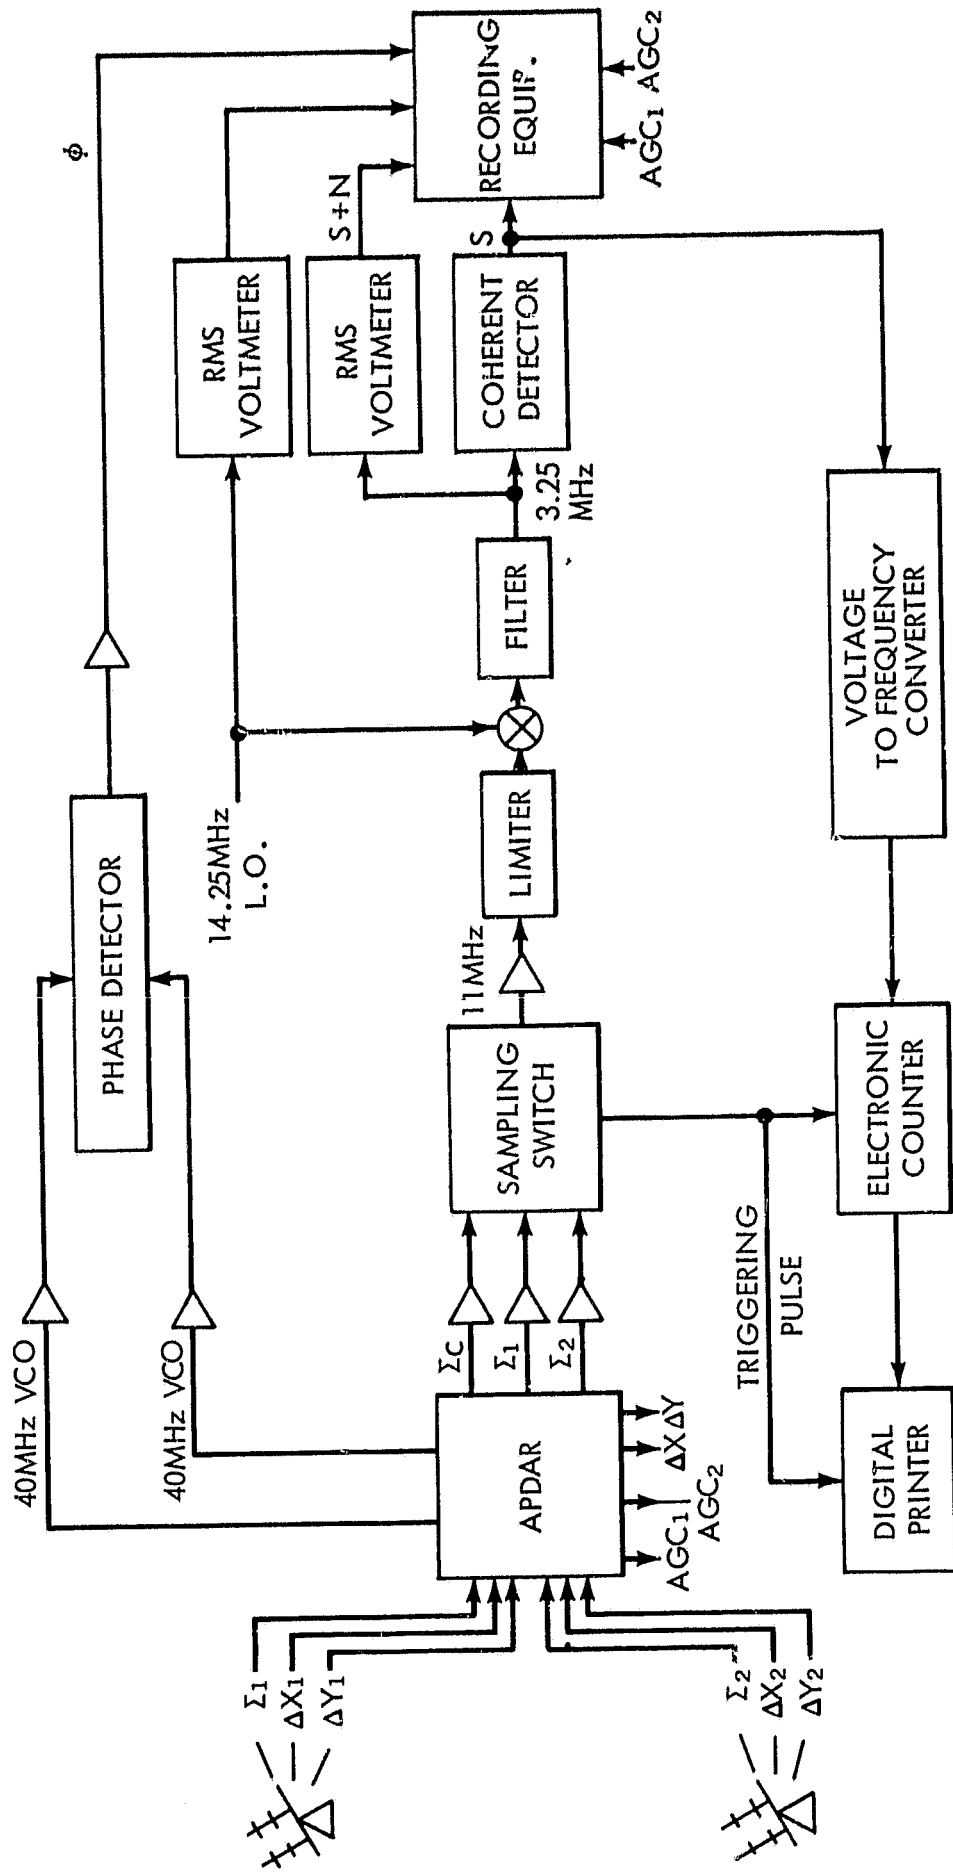 40MHz VCO
40MHz VCO
PHASE DETECTOR
ϕ
14.25MHz
L.O.
RMS
VOLTMETER
RMS
VOLTMETER
S+N
RECORDING
EQUIP.
AGC1
AGC2
Σ1
ΔX1
ΔY1
Σ2
ΔX2
ΔY2
APDAR
AGC1
AGC2
ΔX
ΔY
ΣC
Σ1
Σ2
SAMPLING
SWITCH
11MHz
LIMITER
FILTER
3.25
MHz
COHERENT
DETECTOR
S
TRIGGERING
PULSE
DIGITAL
PRINTER
ELECTRONIC
COUNTER
VOLTAGE
TO FREQUENCY
CONVERTER